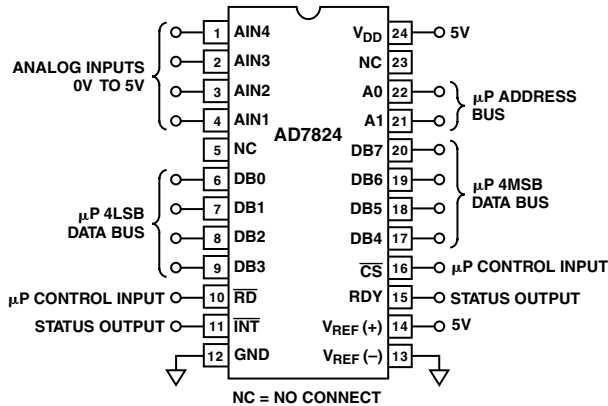 ANALOG INPUTS
0V TO 5V
1 AIN4
2 AIN3
3 AIN2
4 AIN1
5 NC
µP 4LSB
DATA BUS
6 DB0
7 DB1
8 DB2
9 DB3
µP CONTROL INPUT 10 RD
STATUS OUTPUT 11 INT
12 GND
AD7824
VDD 24 5V
NC 23
A0 22
A1 21
µP ADDRESS
BUS
DB7 20
DB6 19
DB5 18
DB4 17
µP 4MSB
DATA BUS
CS 16 µP CONTROL INPUT
RDY 15 STATUS OUTPUT
VREF (+) 14 5V
VREF (–) 13
NC = NO CONNECT